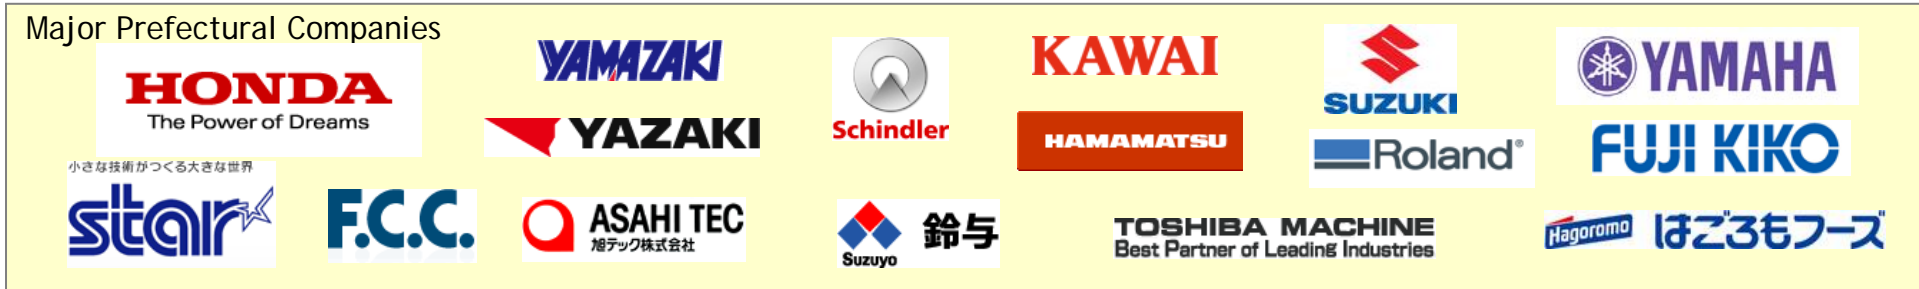 Major Prefectural Companies
HONDA
The Power of Dreams
YAMAZAKI
YAZAKI
Schindler
KAWAI
HAMAMATSU
SUZUKI
Roland®
YAMAHA
FUJI KIKO
小さな技術がつくる大きな世界
star
F.C.C.
ASAHI TEC
旭テック株式会社
Suzuyo
鈴与
TOSHIBA MACHINE
Best Partner of Leading Industries
Hagoromo はごろもフーズ